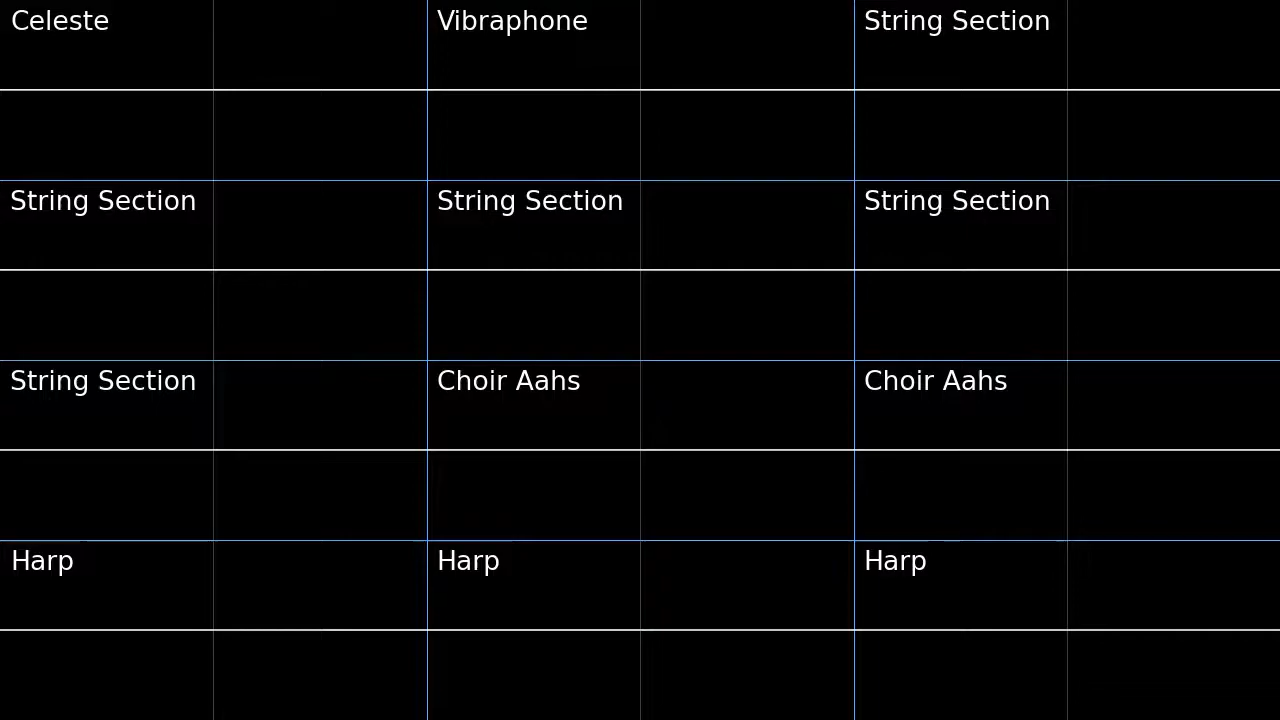 Celeste
Vibraphone
String Section
String Section
String Section
String Section
String Section
Choir Aahs
Choir Aahs
Harp
Harp
Harp